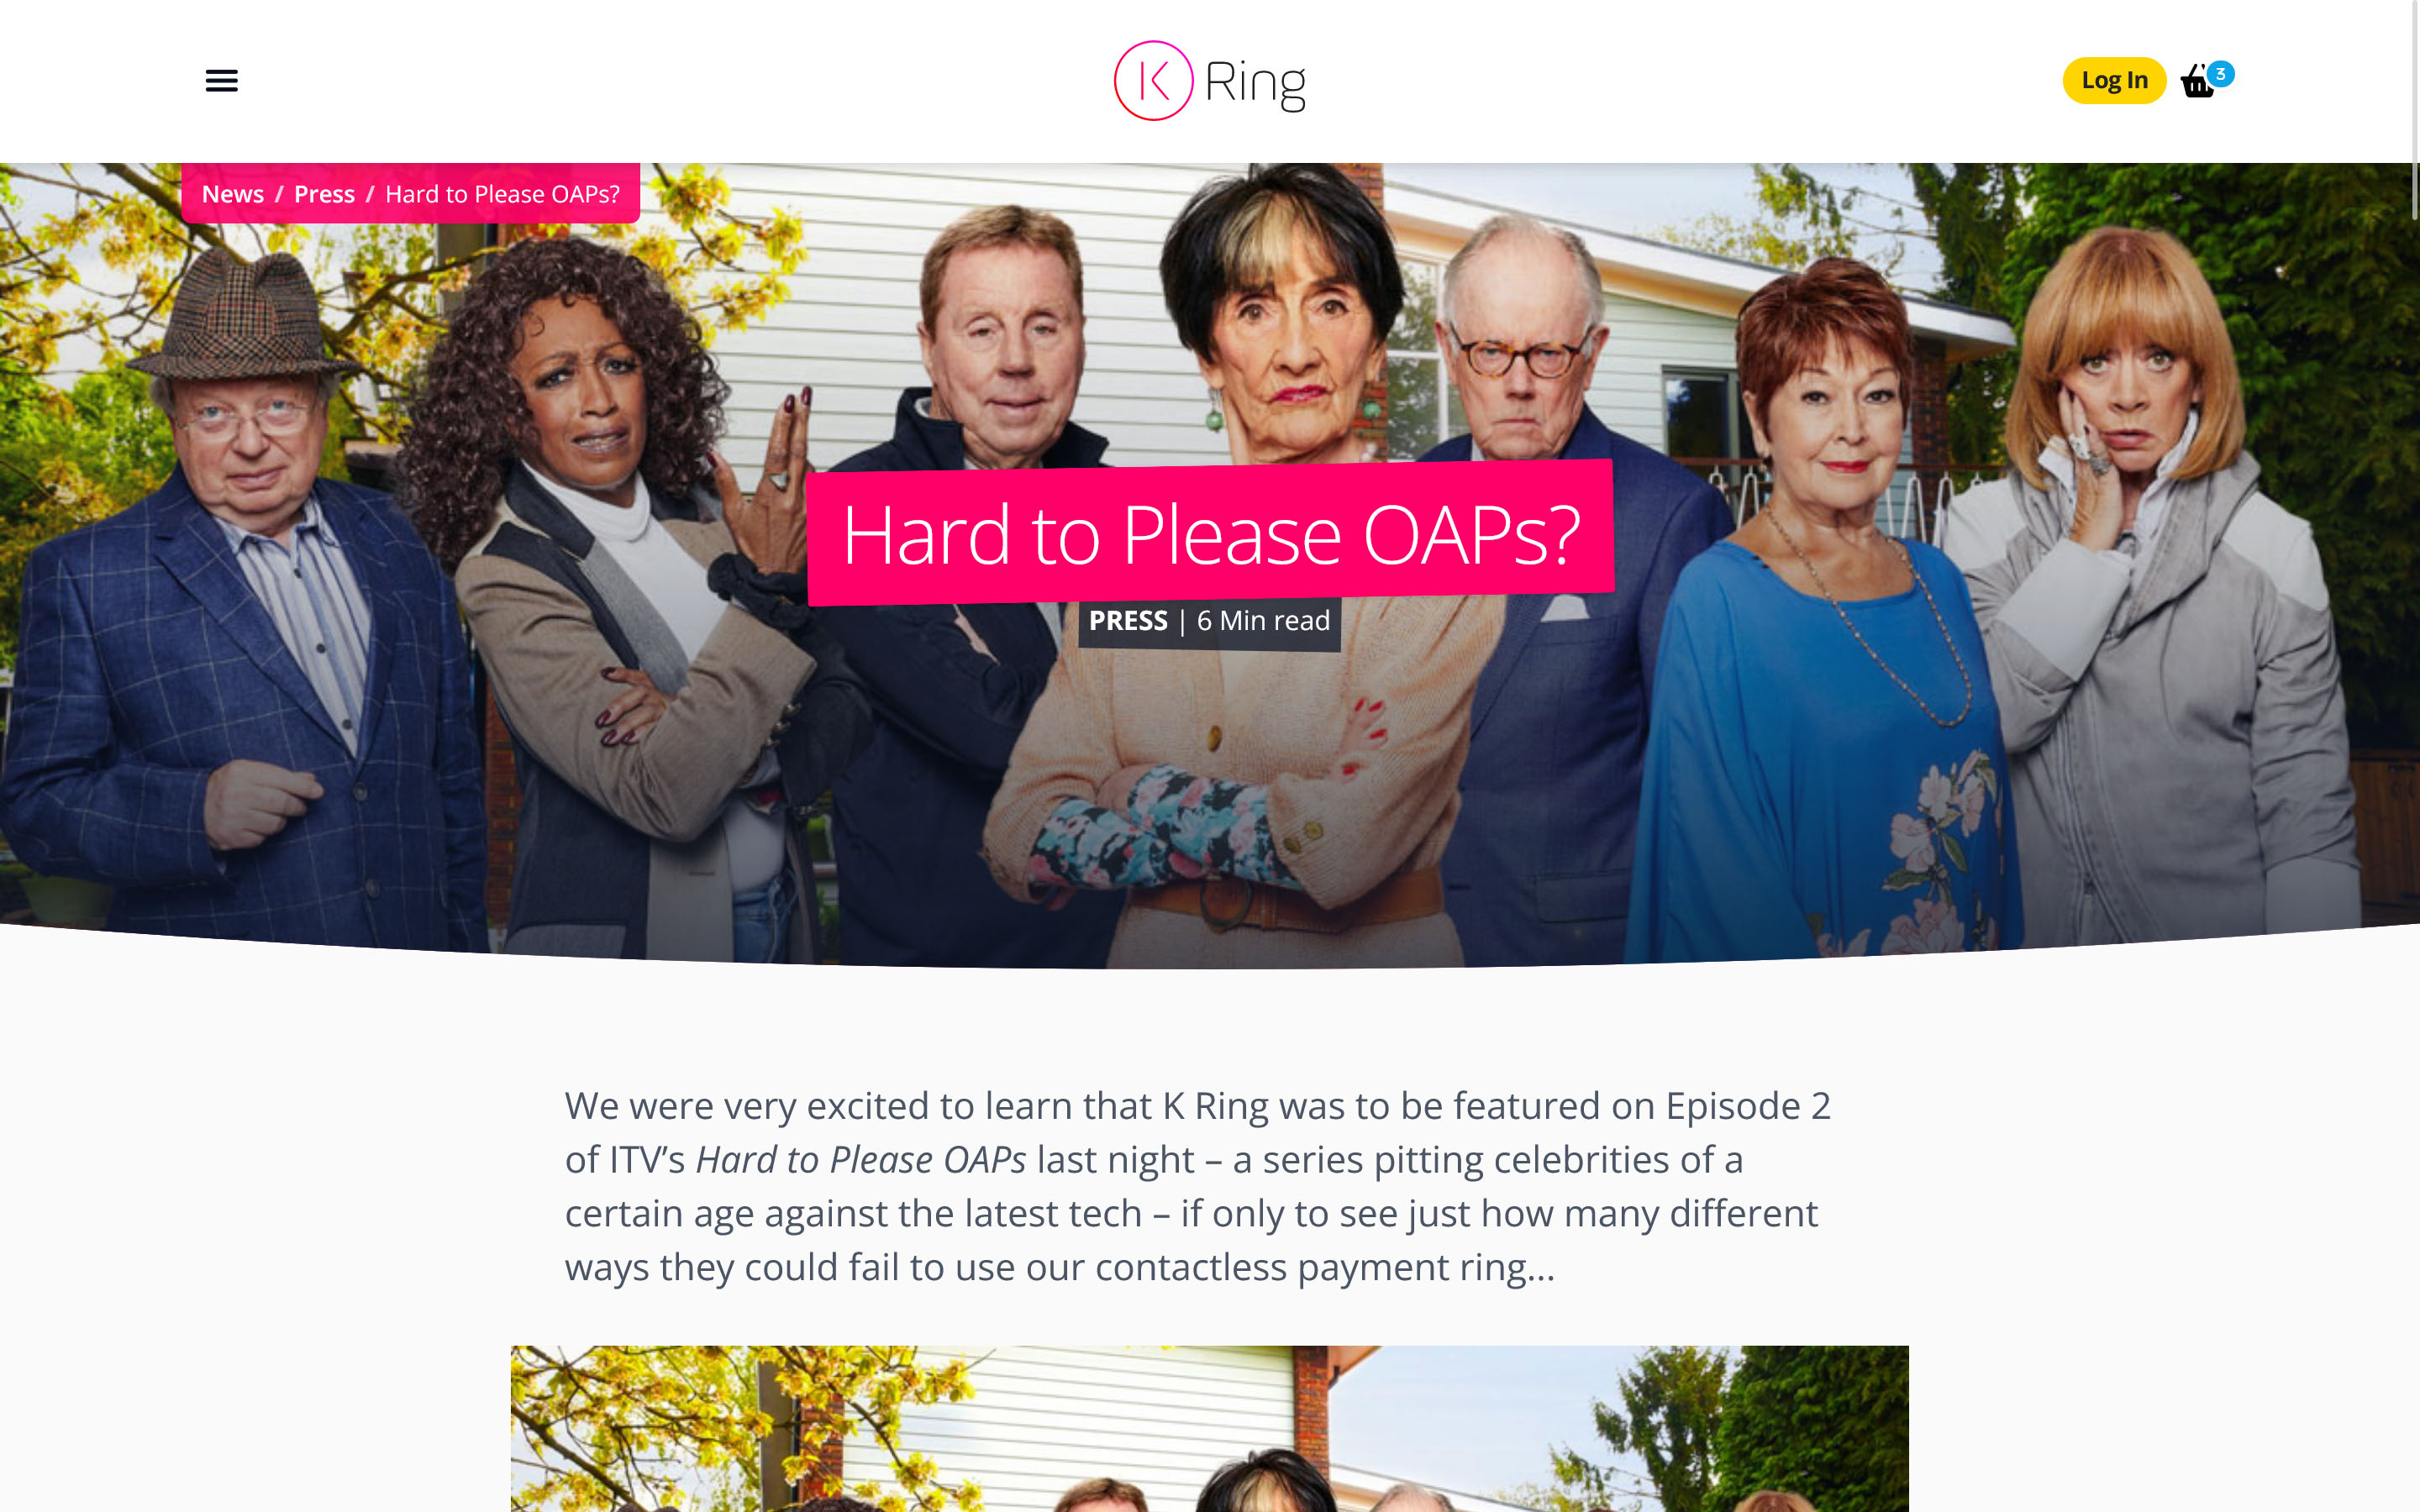 K Ring
Log In
3
News / Press / Hard to Please OAPs?
Hard to Please OAPs?
PRESS | 6 Min read
We were very excited to learn that K Ring was to be featured on Episode 2
of ITV’s Hard to Please OAPs last night – a series pitting celebrities of a
certain age against the latest tech – if only to see just how many different
ways they could fail to use our contactless payment ring...